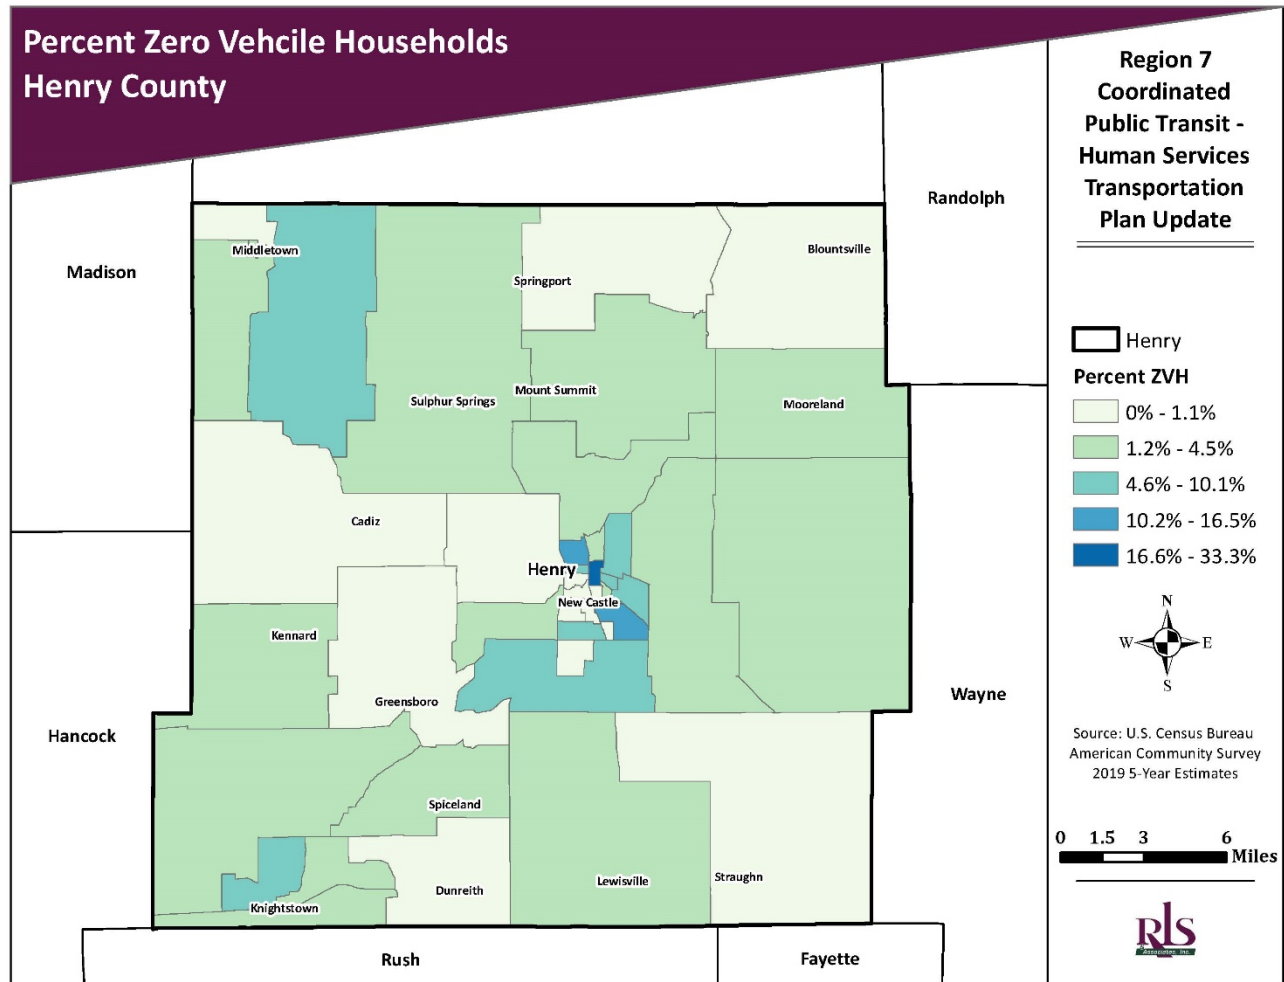 Percent Zero Vehcile Households
Henry County
Region 7
Coordinated
Public Transit -
Human Services
Transportation
Plan Update
Randolph
Madison
Middletown
Blountsville
Springport
Mount Summit
Sulphur Springs
Mooreland
Cadiz
Henry
New Castle
Kennard
Greensboro
Hancock
Wayne
Spiceland
Dunreith
Lewisville
Straughn
Knightstown
Rush
Fayette
Henry
Percent ZVH
0% - 1.1%
1.2% - 4.5%
4.6% - 10.1%
10.2% - 16.5%
16.6% - 33.3%
N
W E
S
Source: U.S. Census Bureau
American Community Survey
2019 5-Year Estimates
0 1.5 3 6
Miles
RLS
& Associates, Inc.